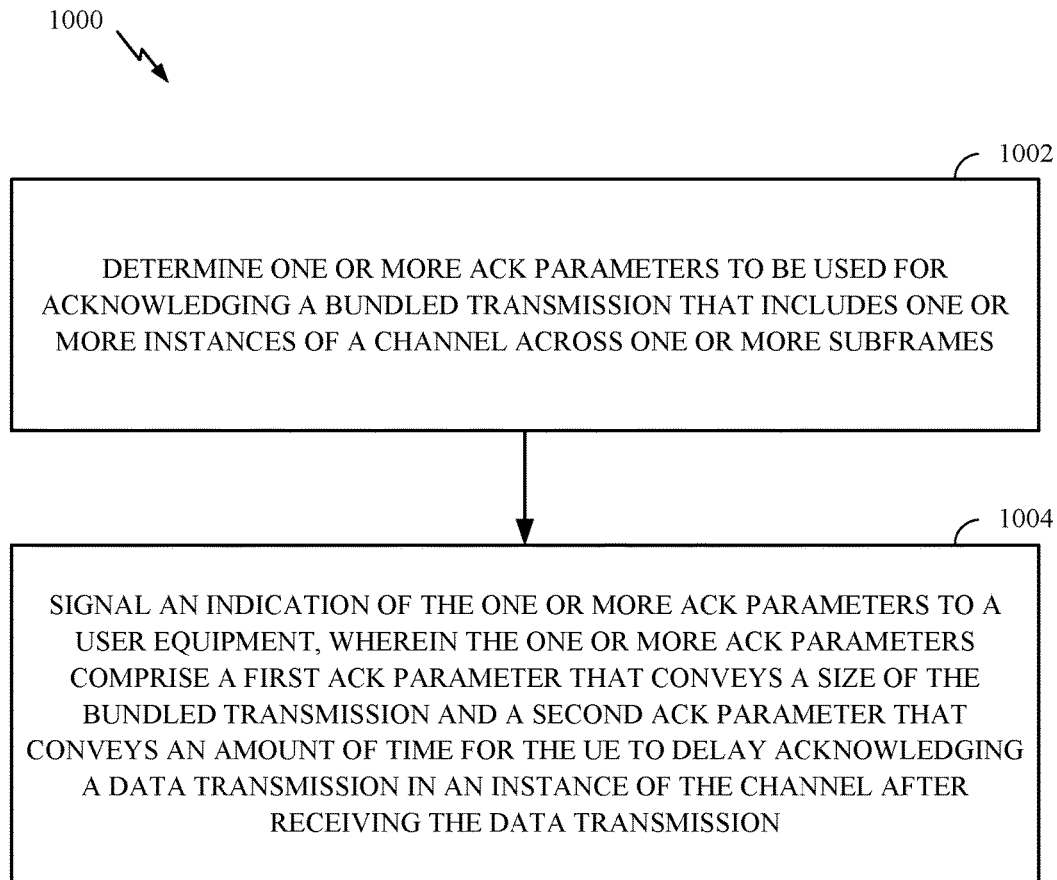 1000
1002
DETERMINE ONE OR MORE ACK PARAMETERS TO BE USED FOR
ACKNOWLEDGING A BUNDLED TRANSMISSION THAT INCLUDES ONE OR
MORE INSTANCES OF A CHANNEL ACROSS ONE OR MORE SUBFRAMES
1004
SIGNAL AN INDICATION OF THE ONE OR MORE ACK PARAMETERS TO A
USER EQUIPMENT, WHEREIN THE ONE OR MORE ACK PARAMETERS
COMPRISE A FIRST ACK PARAMETER THAT CONVEYS A SIZE OF THE
BUNDLED TRANSMISSION AND A SECOND ACK PARAMETER THAT
CONVEYS AN AMOUNT OF TIME FOR THE UE TO DELAY ACKNOWLEDGING
A DATA TRANSMISSION IN AN INSTANCE OF THE CHANNEL AFTER
RECEIVING THE DATA TRANSMISSION